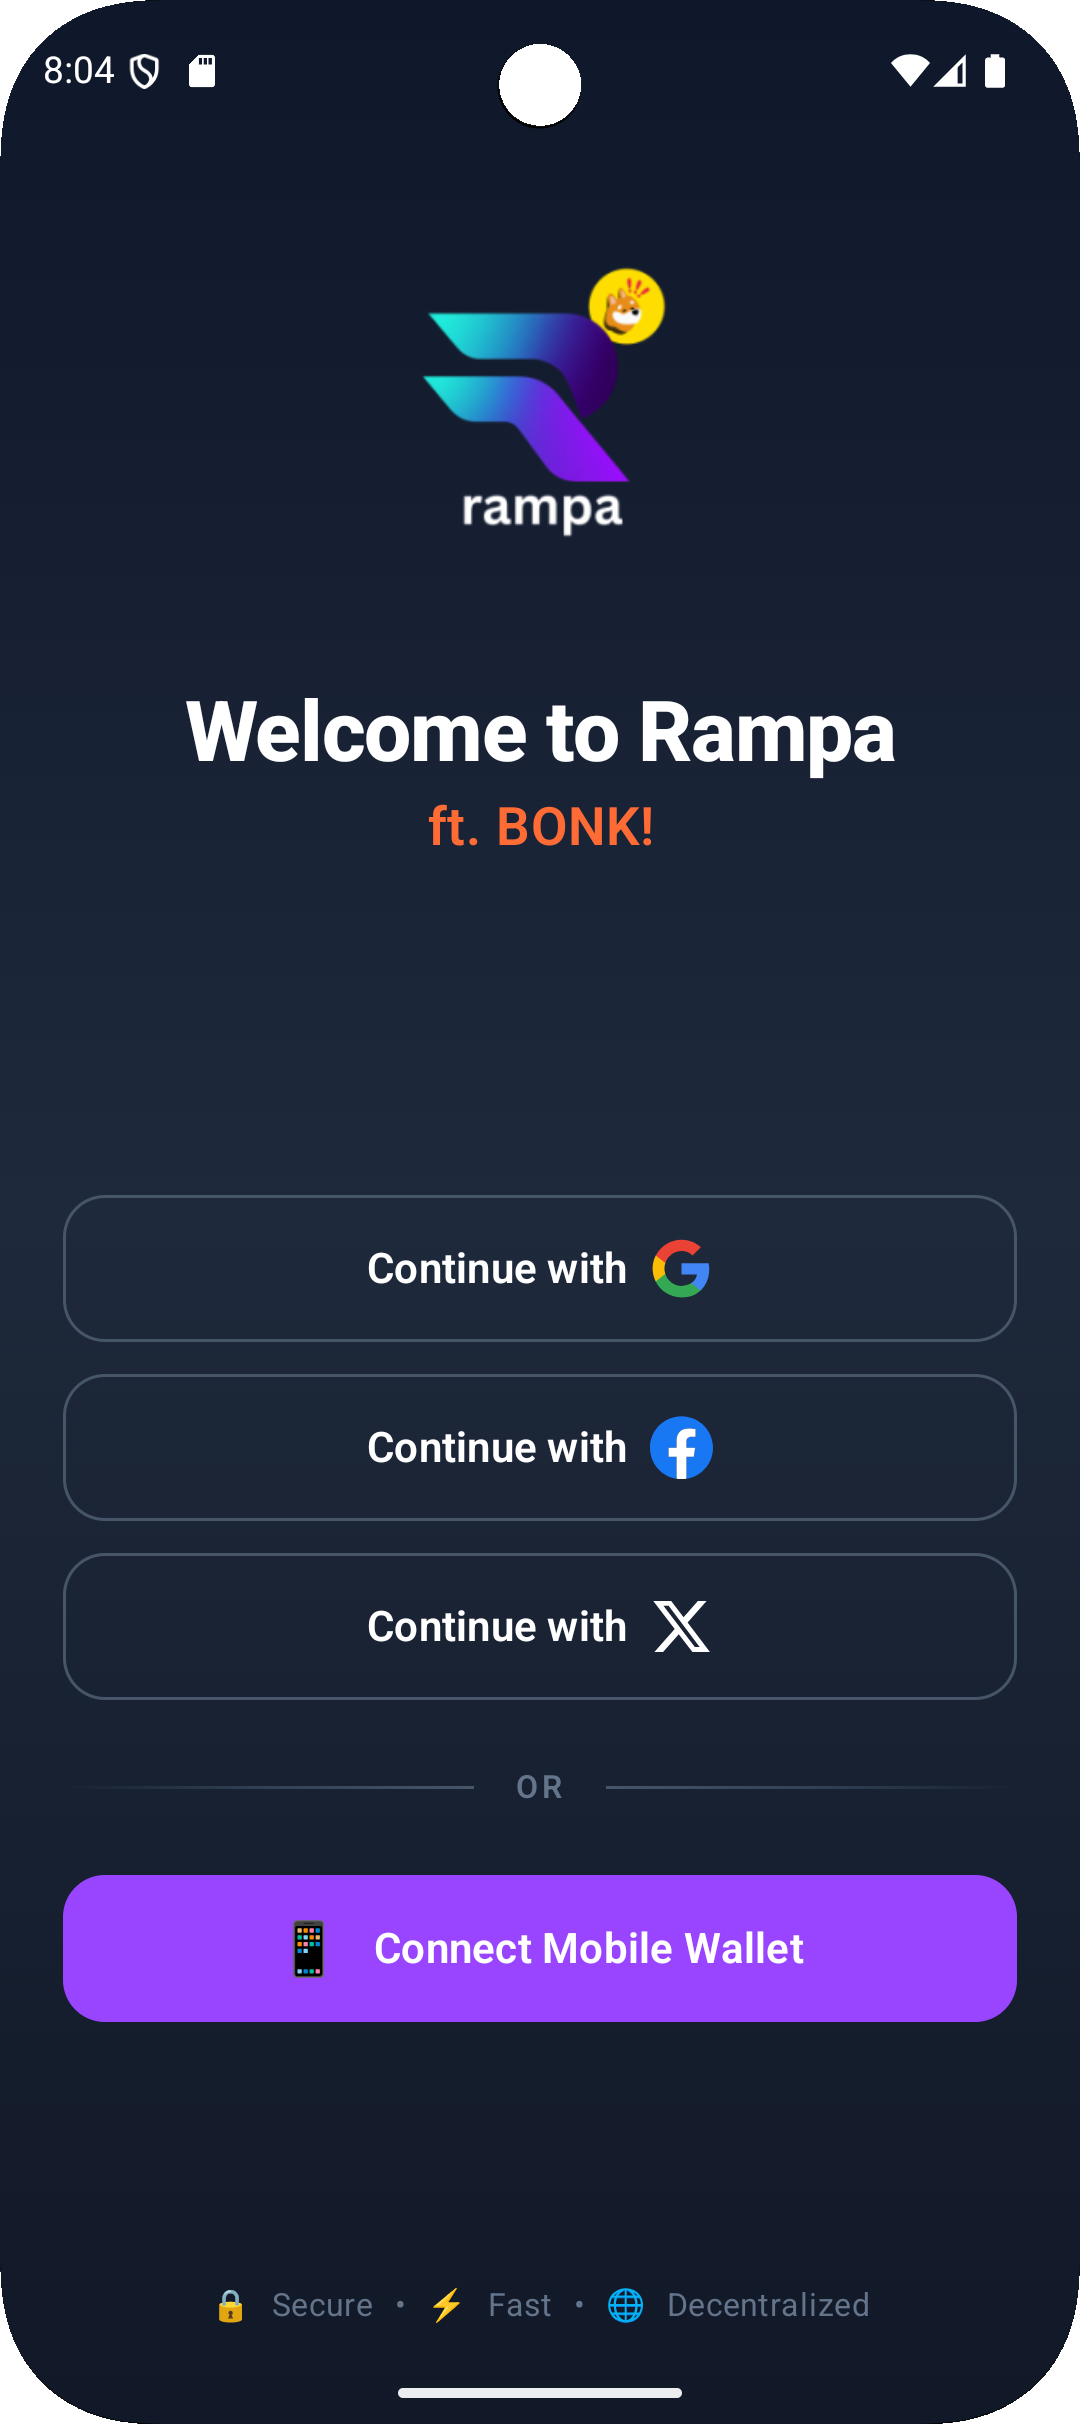 8:04
rampa
Welcome to Rampa
ft. BONK!
Continue with
Continue with
Continue with
OR
Connect Mobile Wallet
Secure • Fast • Decentralized